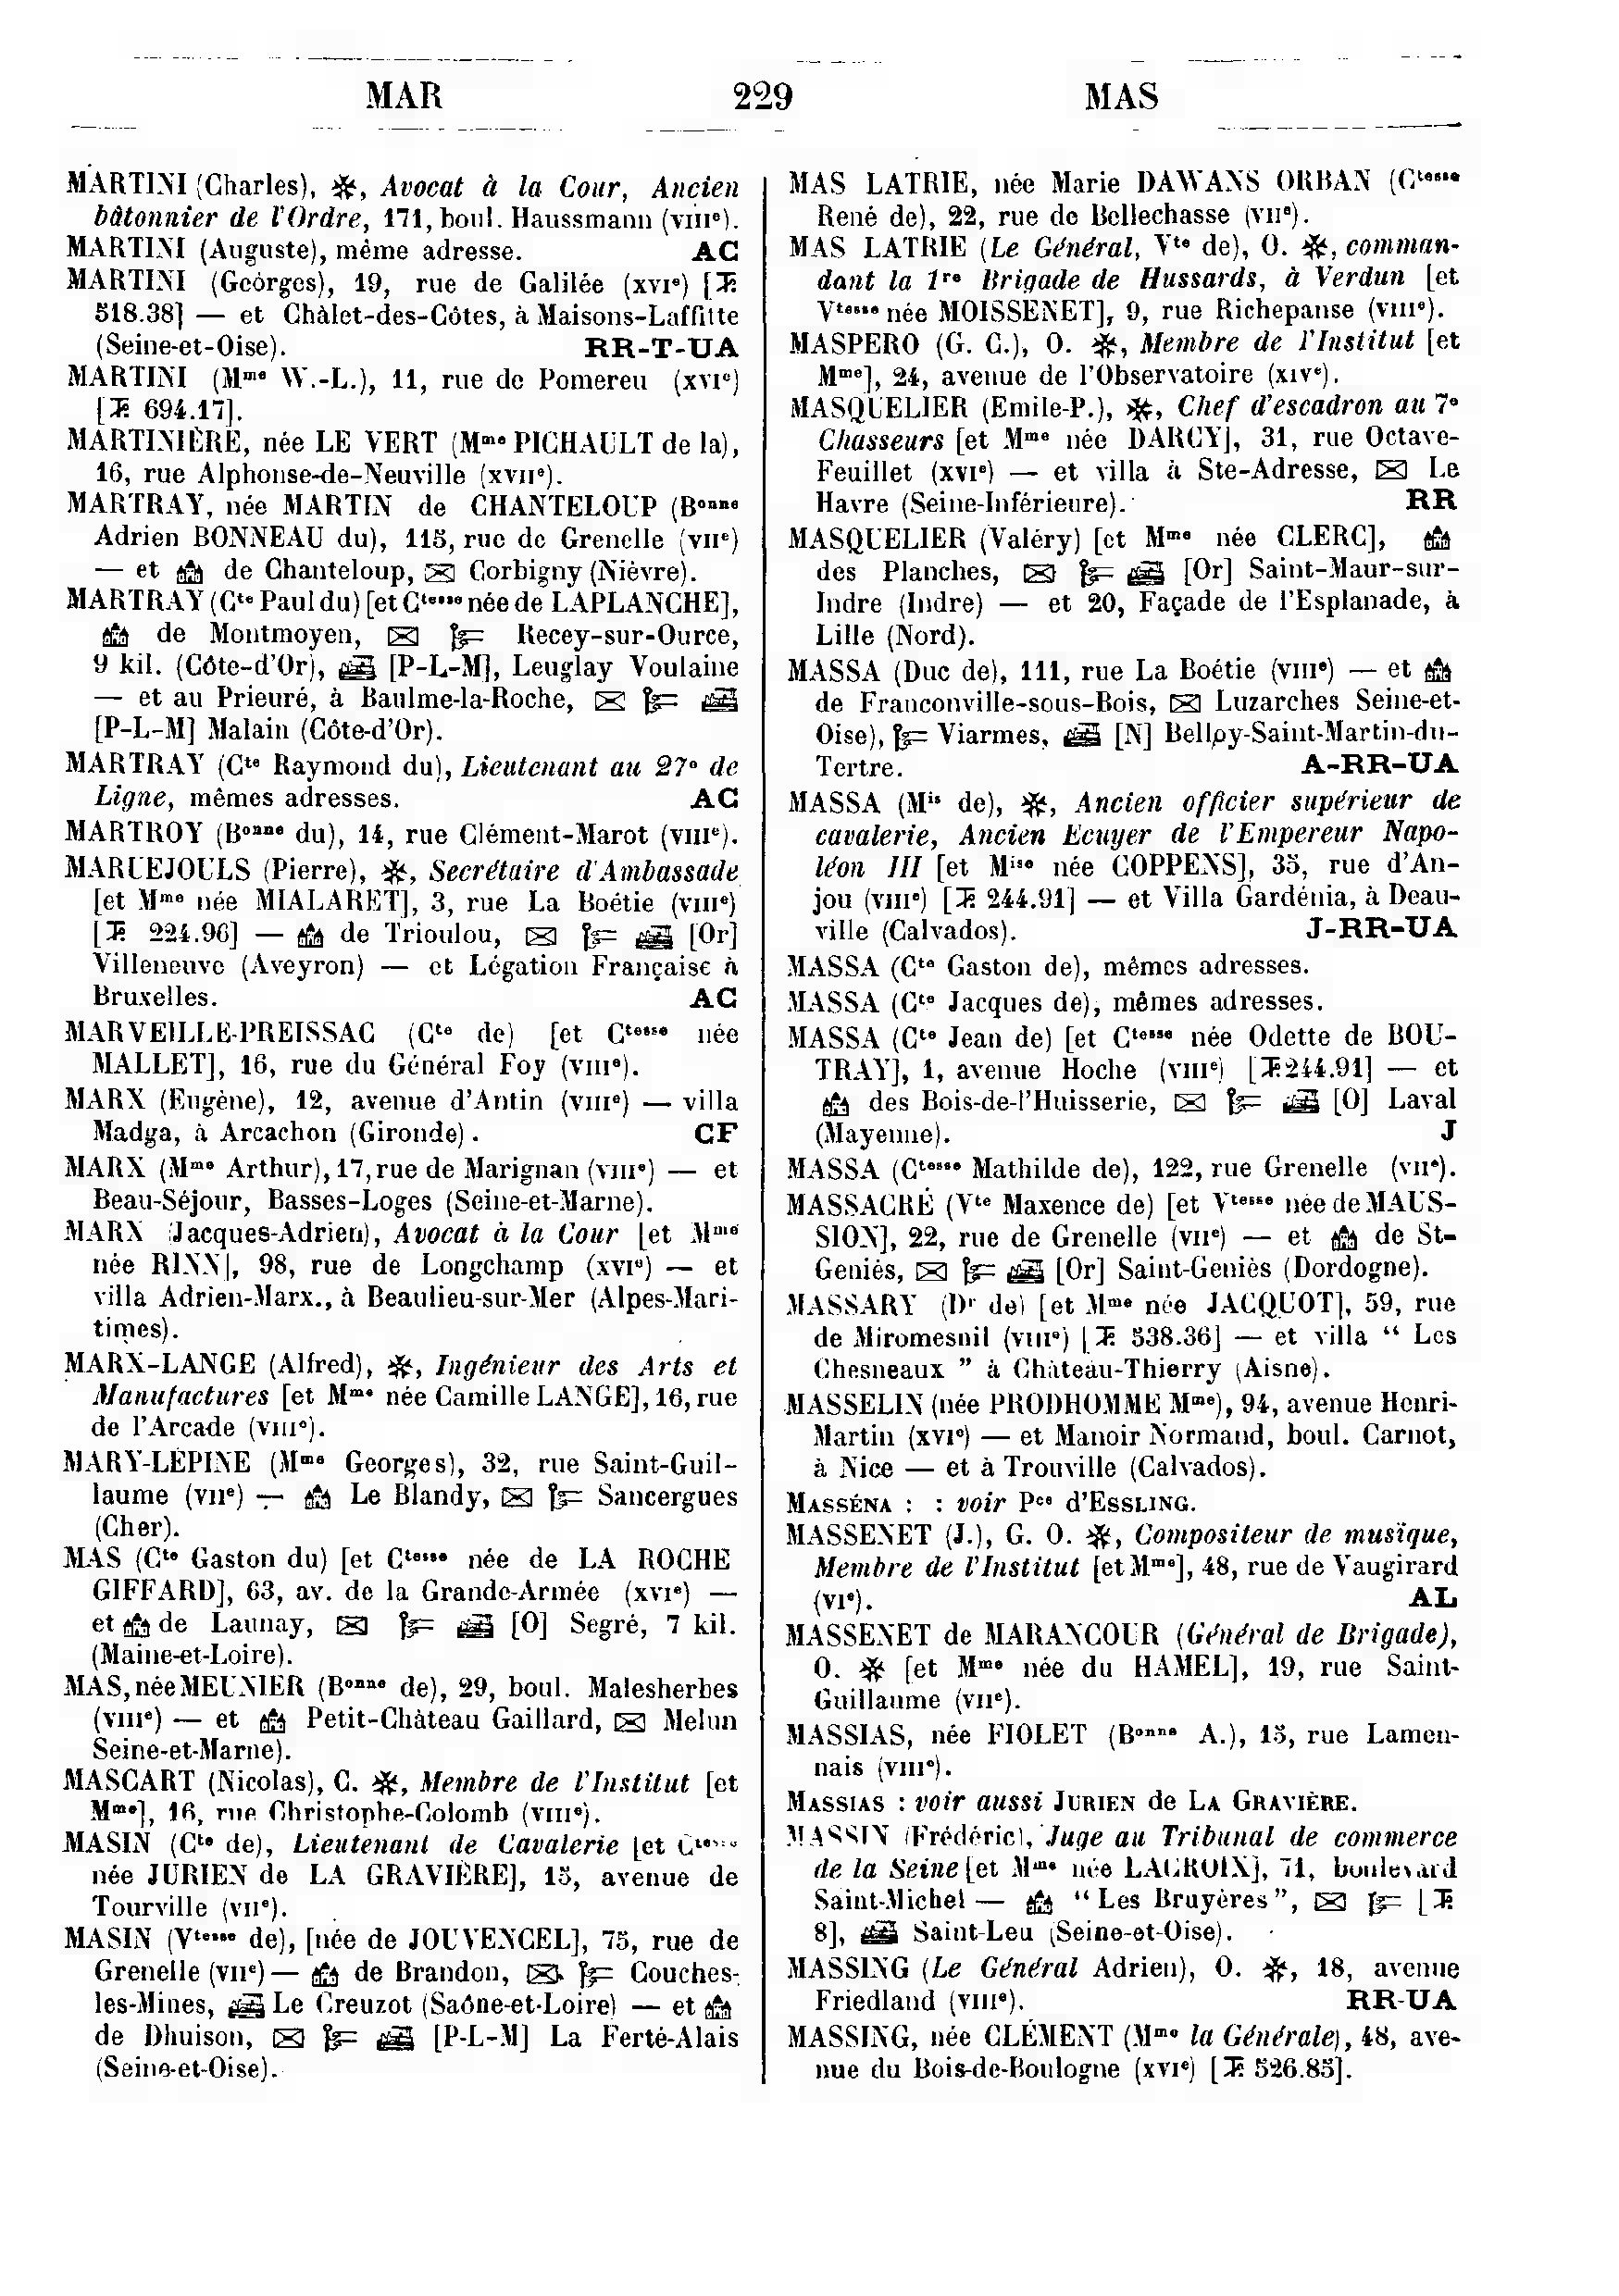 MAR 229 MAS
MARTINI (Charles), ✻, Avocat à la Cour, Ancien
bâtonnier de l'Ordre, 171, boul. Haussmann (VIIIe).
MARTINI (Auguste), même adresse. AC
MARTINI (Georges), 19, rue de Galilée (XVIe) [T.
518.38] — et Châlet-des-Côtes, à Maisons-Laffitte
(Seine-et-Oise). RR-T-UA
MARTINI (Mme W.-L.), 11, rue de Pomereu (XVIe)
[T. 694.17].
MARTINIÈRE, née LE VERT (Mme PICHAULT de la),
16, rue Alphonse-de-Neuville (XVIIe).
MARTRAY, née MARTIN de CHANTELOUP (Bonne
Adrien BONNEAU du), 115, rue de Grenelle (VIIe)
— et de Chanteloup, ✉ Corbigny (Nièvre).
MARTRAY (Cte Paul du) [et Ctesse née de LAPLANCHE],
de Montmoyen, ✉ Recey-sur-Ource,
9 kil. (Côte-d'Or), [P-L-M], Leuglay Voulaine
— et au Prieuré, à Baulme-la-Roche, ✉
[P-L-M] Malain (Côte-d'Or).
MARTRAY (Cte Raymond du), Lieutenant au 27e de
Ligne, mêmes adresses. AC
MARTROY (Bonne du), 14, rue Clément-Marot (VIIIe).
MARUEJOULS (Pierre), ✻, Secrétaire d'Ambassade
[et Mme née MIALARET], 3, rue La Boétie (VIIIe)
[T. 224.96] — de Trioulou, ✉ [Or]
Villeneuve (Aveyron) — et Légation Française à
Bruxelles. AC
MARVEILLE-PREISSAC (Cte de) [et Ctesse née
MALLET], 16, rue du Général Foy (VIIIe).
MARX (Eugène), 12, avenue d'Antin (VIIIe) — villa
Madga, à Arcachon (Gironde). CF
MARX (Mme Arthur), 17, rue de Marignan (VIIIe) — et
Beau-Séjour, Basses-Loges (Seine-et-Marne).
MARX (Jacques-Adrien), Avocat à la Cour [et Mme
née RINN], 98, rue de Longchamp (XVIe) — et
villa Adrien-Marx., à Beaulieu-sur-Mer (Alpes-Mari-
times).
MARX-LANGE (Alfred), ✻, Ingénieur des Arts et
Manufactures [et Mme née Camille LANGE], 16, rue
de l'Arcade (VIIIe).
MARY-LÉPINE (Mme Georges), 32, rue Saint-Guil-
laume (VIIe) — Le Blandy, ✉ Sancergues
(Cher).
MAS (Cte Gaston du) [et Ctesse née de LA ROCHE
GIFFARD], 63, av. de la Grande-Armée (XVIe) —
et de Launay, ✉ [O] Segré, 7 kil.
(Maine-et-Loire).
MAS, née MEUNIER (Bonne de), 29, boul. Malesherbes
(VIIIe) — et Petit-Château Gaillard, ✉ Melun
Seine-et-Marne).
MASCART (Nicolas), C. ✻, Membre de l'Institut [et
Mme], 16, rue Christophe-Colomb (VIIIe).
MASIN (Cte de), Lieutenant de Cavalerie [et Ctesse
née JURIEN de LA GRAVIÈRE], 15, avenue de
Tourville (VIIe).
MASIN (Vtesse de), [née de JOUVENCEL], 75, rue de
Grenelle (VIIe) — de Brandon, ✉ Couches-
les-Mines, Le Creuzot (Saône-et-Loire) — et
de Dhuison, ✉ [P-L-M] La Ferté-Alais
(Seine-et-Oise).
MAS LATRIE, née Marie DAWANS ORBAN (Ctesse
René de), 22, rue de Bellechasse (VIIe).
MAS LATRIE (Le Général, Vte de), O. ✻, comman-
dant la 1re Brigade de Hussards, à Verdun [et
Vtesse née MOISSENET], 9, rue Richepanse (VIIIe).
MASPERO (G. C.), O. ✻, Membre de l'Institut [et
Mme], 24, avenue de l'Observatoire (XIVe).
MASQUELIER (Emile-P.), ✻, Chef d'escadron au 7e
Chasseurs [et Mme née DARCY], 31, rue Octave-
Feuillet (XVIe) — et villa à Ste-Adresse, ✉ Le
Havre (Seine-Inférieure). RR
MASQUELIER (Valéry) [et Mme née CLERC],
des Planches, ✉ [Or] Saint-Maur-sur-
Indre (Indre) — et 20, Façade de l'Esplanade, à
Lille (Nord).
MASSA (Duc de), 111, rue La Boétie (VIIIe) — et
de Franconville-sous-Bois, ✉ Luzarches Seine-et-
Oise), Viarmes, [N] Belloy-Saint-Martin-du-
Tertre. A-RR-UA
MASSA (Mis de), ✻, Ancien officier supérieur de
cavalerie, Ancien Ecuyer de l'Empereur Napo-
léon III [et Mise née COPPENS], 35, rue d'An-
jou (VIIIe) [T. 244.91] — et Villa Gardénia, à Deau-
ville (Calvados). J-RR-UA
MASSA (Cte Gaston de), mêmes adresses.
MASSA (Cte Jacques de), mêmes adresses.
MASSA (Cte Jean de) [et Ctesse née Odette de BOU-
TRAY], 1, avenue Hoche (VIIIe) [T. 244.91] — et
des Bois-de-l'Huisserie, ✉ [O] Laval
(Mayenne). J
MASSA (Ctesse Mathilde de), 122, rue Grenelle (VIIe).
MASSACRÉ (Vte Maxence de) [et Vtesse née de MAUS-
SION], 22, rue de Grenelle (VIIe) — et de St-
Geniès, ✉ [Or] Saint-Geniès (Dordogne).
MASSARY (Dr de) [et Mme née JACQUOT], 59, rue
de Miromesnil (VIIIe) [T. 538.36] — et villa “ Les
Chesneaux ” à Château-Thierry (Aisne).
MASSELIN (née PRODHOMME Mme), 94, avenue Henri-
Martin (XVIe) — et Manoir Normand, boul. Carnot,
à Nice — et à Trouville (Calvados).
MASSÉNA : : voir Pce d'ESSLING.
MASSENET (J.), G. O. ✻, Compositeur de musique,
Membre de l'Institut [et Mme], 48, rue de Vaugirard
(VIe). AL
MASSENET de MARANCOUR (Général de Brigade),
O. ✻ [et Mme née du HAMEL], 19, rue Saint-
Guillaume (VIIe).
MASSIAS, née FIOLET (Bonne A.), 15, rue Lamen-
nais (VIIIe).
MASSIAS : voir aussi JURIEN de LA GRAVIÈRE.
MASSIN (Frédéric), Juge au Tribunal de commerce
de la Seine [et Mme née LACROIX], 71, boulevard
Saint-Michel — “ Les Bruyères ”, ✉ [T.
8], Saint-Leu (Seine-et-Oise).
MASSING (Le Général Adrien), O. ✻, 18, avenue
Friedland (VIIIe). RR-UA
MASSING, née CLÉMENT (Mme la Générale), 48, ave-
nue du Bois-de-Boulogne (XVIe) [T. 526.85].